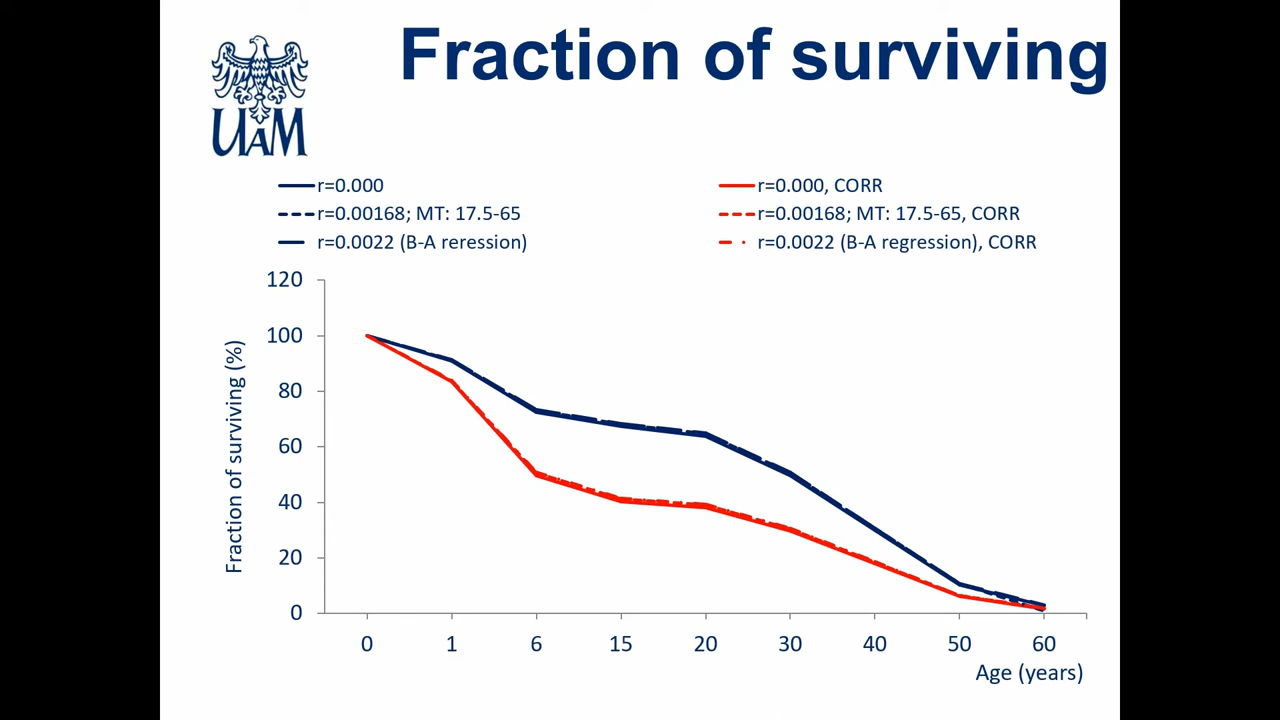 Fraction of surviving
UAM
r=0.000
r=0.000, CORR
r=0.00168; MT: 17.5-65
r=0.00168; MT: 17.5-65, CORR
r=0.0022 (B-A reression)
r=0.0022 (B-A regression), CORR
Fraction of surviving (%)
120
100
80
60
40
20
0
0 1 6 15 20 30 40 50 60
Age (years)